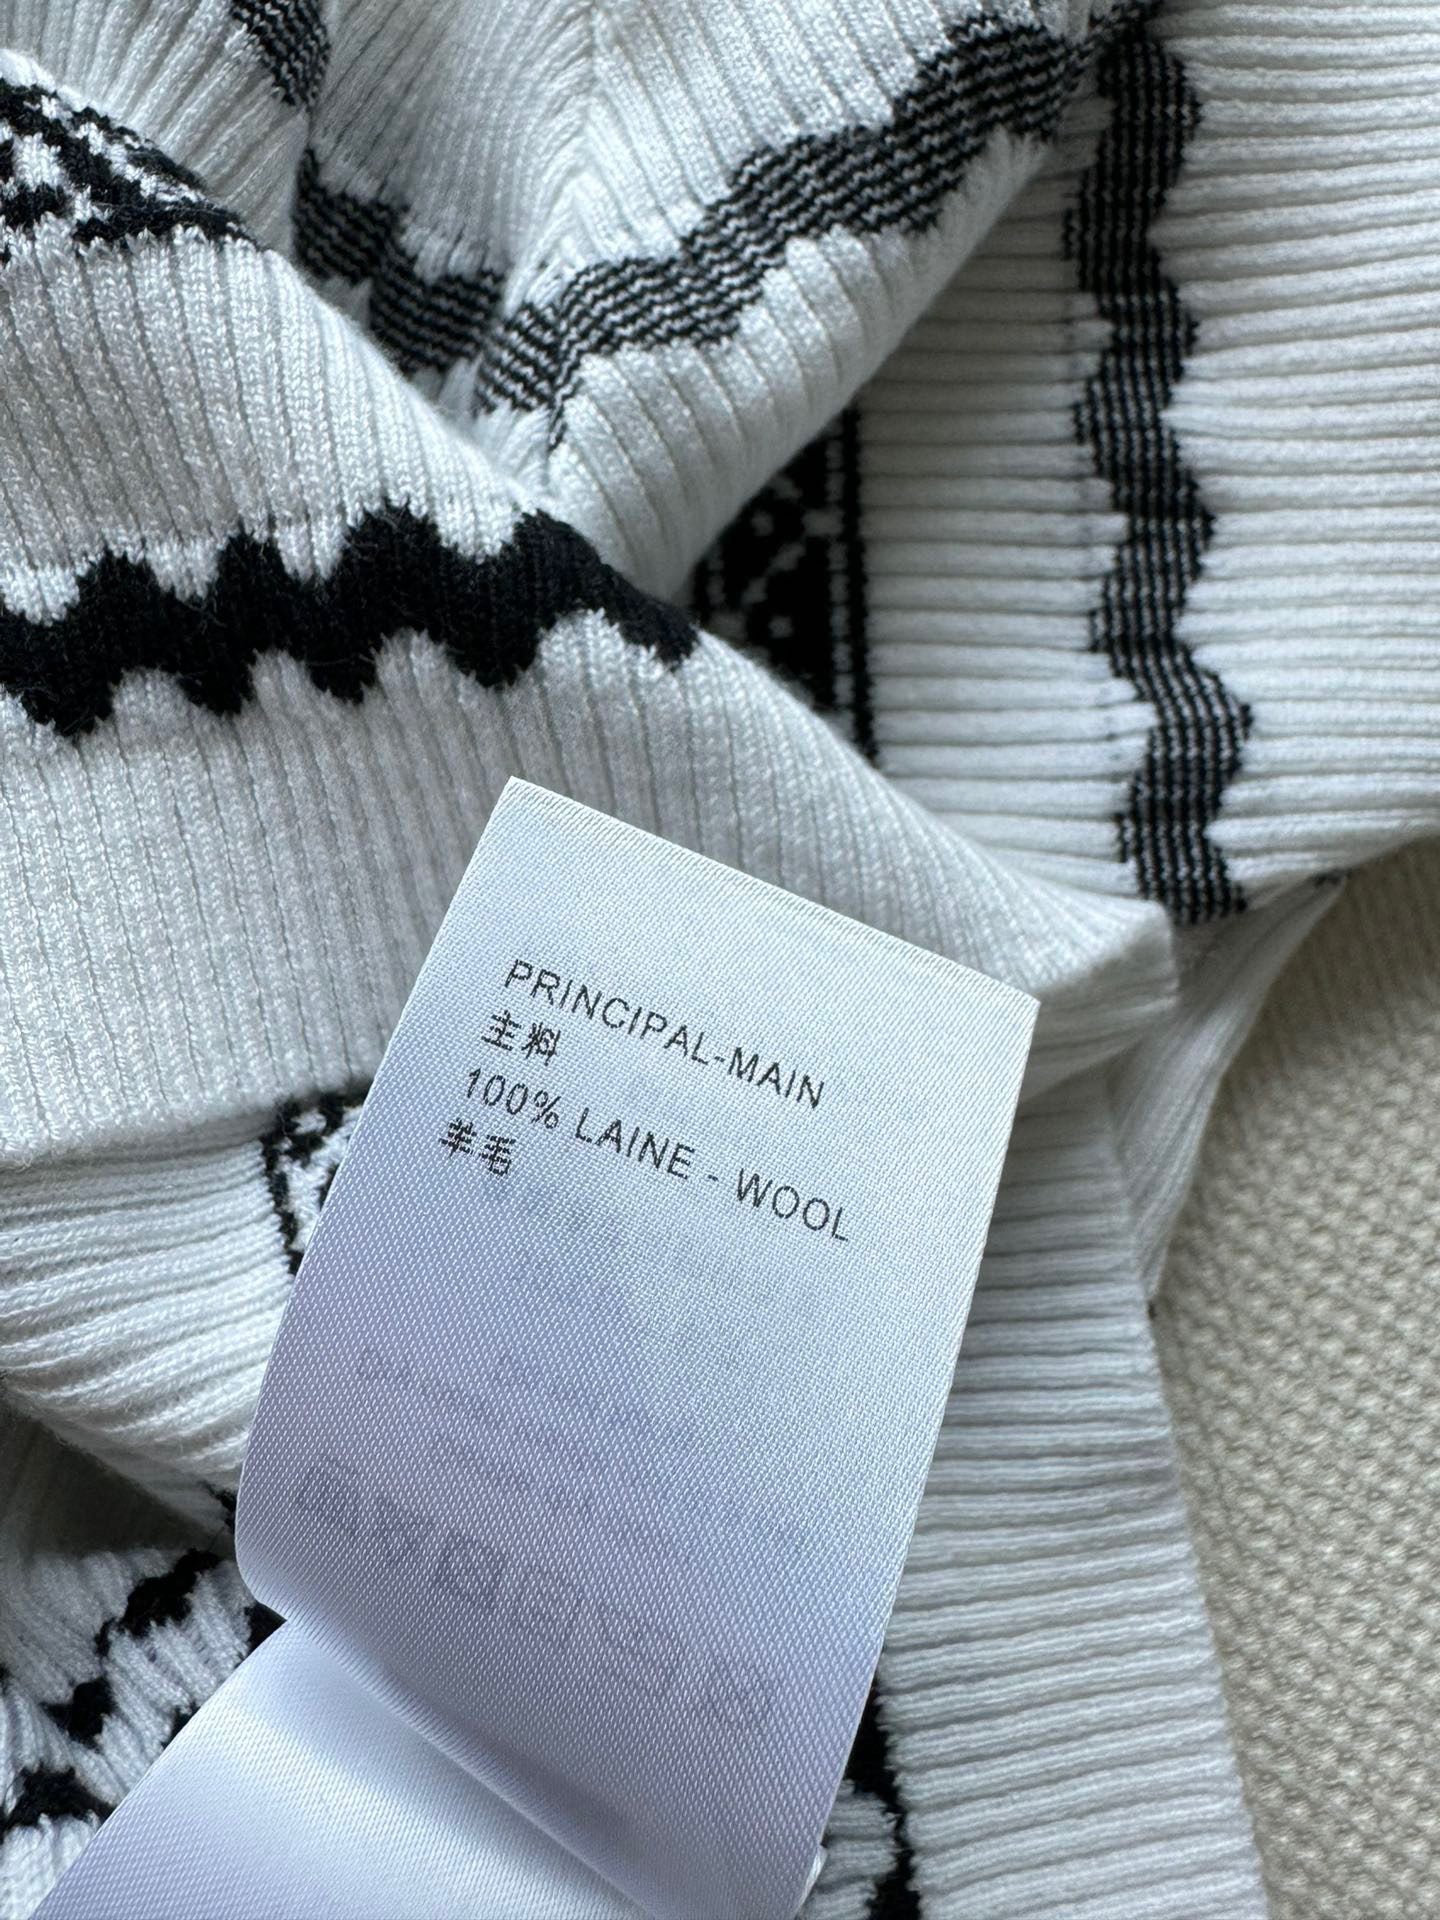 PRINCIPAL-MAIN
主料
100% LAINE - WOOL
羊毛